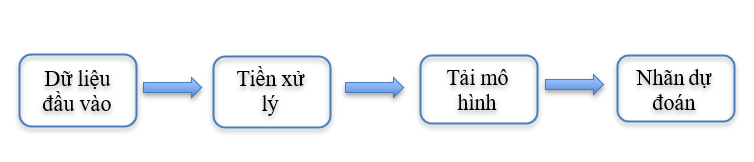 Dữ liệu
đầu vào
Tiền xử
lý
Tải mô
hình
Nhãn dự
đoán